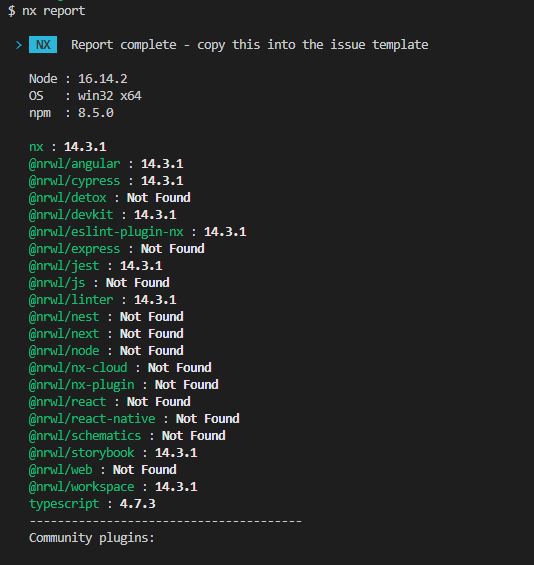 $ nx report
> NX Report complete - copy this into the issue template
Node : 16.14.2
OS : win32 x64
npm : 8.5.0
nx : 14.3.1
@nrwl/angular : 14.3.1
@nrwl/cypress : 14.3.1
@nrwl/detox : Not Found
@nrwl/devkit : 14.3.1
@nrwl/eslint-plugin-nx : 14.3.1
@nrwl/express : Not Found
@nrwl/jest : 14.3.1
@nrwl/js : Not Found
@nrwl/linter : 14.3.1
@nrwl/nest : Not Found
@nrwl/next : Not Found
@nrwl/node : Not Found
@nrwl/nx-cloud : Not Found
@nrwl/nx-plugin : Not Found
@nrwl/react : Not Found
@nrwl/react-native : Not Found
@nrwl/schematics : Not Found
@nrwl/storybook : 14.3.1
@nrwl/web : Not Found
@nrwl/workspace : 14.3.1
typescript : 4.7.3
---------------------------------------
Community plugins: